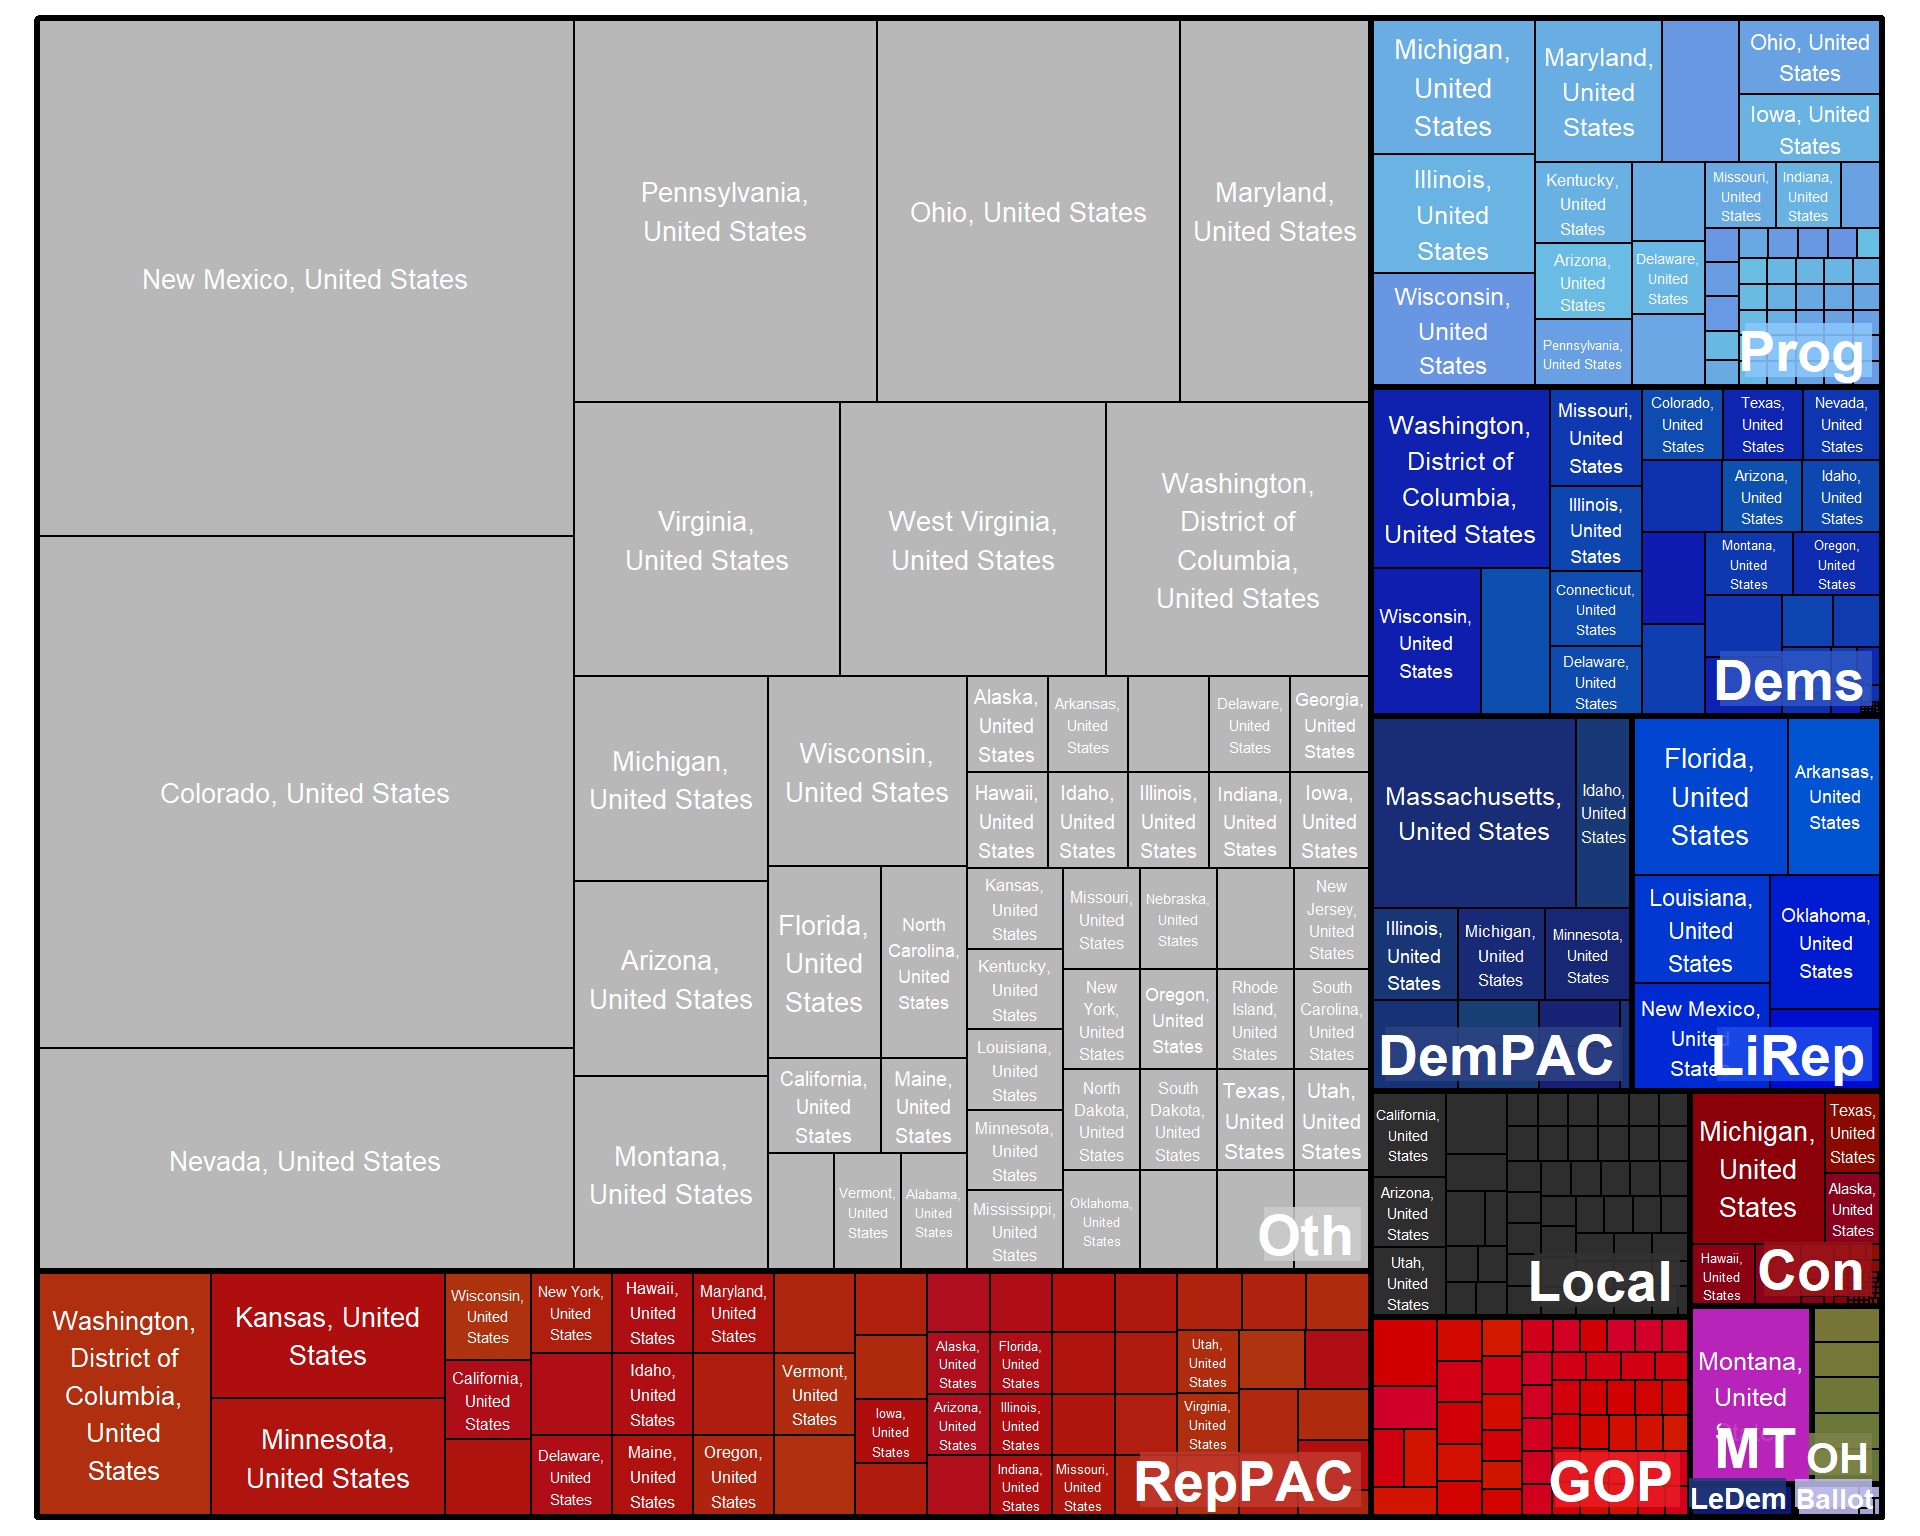 New Mexico, United States
Colorado, United States
Nevada, United States
Pennsylvania,
United States
Ohio, United States
Maryland,
United States
Virginia,
United States
West Virginia,
United States
Washington,
District of
Columbia,
United States
Michigan,
United States
Arizona,
United States
Montana,
United States
Wisconsin,
United States
Florida,
United
States
North
Carolina,
United
States
California,
United
States
Maine,
United
States
Vermont,
United
States
Alabama,
United
States
Alaska,
United
States
Arkansas,
United
States
Delaware,
United
States
Georgia,
United
States
Hawaii,
United
States
Idaho,
United
States
Illinois,
United
States
Indiana,
United
States
Iowa,
United
States
Kansas,
United
States
Kentucky,
United
States
Louisiana,
United
States
Minnesota,
United
States
Mississippi,
United
States
Missouri,
United
States
Nebraska,
United
States
New
Jersey,
United
States
New
York,
United
States
Oregon,
United
States
Rhode
Island,
United
States
South
Carolina,
United
States
North
Dakota,
United
States
South
Dakota,
United
States
Texas,
United
States
Utah,
United
States
Oklahoma,
United
States
Oth
Washington,
District of
Columbia,
United
States
Kansas, United
States
Minnesota,
United States
Wisconsin,
United
States
California,
United
States
New York,
United
States
Delaware,
United
States
Hawaii,
United
States
Idaho,
United
States
Maine,
United
States
Maryland,
United
States
Oregon,
United
States
Vermont,
United
States
Iowa,
United
States
Alaska,
United
States
Arizona,
United
States
Florida,
United
States
Illinois,
United
States
Indiana,
United
States
Missouri,
United
States
Utah,
United
States
Virginia,
United
States
RepPAC
Michigan,
United
States
Illinois,
United
States
Wisconsin,
United
States
Maryland,
United
States
Ohio, United
States
Iowa, United
States
Kentucky,
United
States
Arizona,
United
States
Pennsylvania,
United States
Delaware,
United
States
Missouri,
United
States
Indiana,
United
States
Prog
Washington,
District of
Columbia,
United States
Wisconsin,
United
States
Missouri,
United
States
Illinois,
United
States
Connecticut,
United
States
Delaware,
United
States
Colorado,
United
States
Texas,
United
States
Nevada,
United
States
Arizona,
United
States
Idaho,
United
States
Montana,
United
States
Oregon,
United
States
Dems
Massachusetts,
United States
Idaho,
United
States
Illinois,
United
States
Michigan,
United
States
Minnesota,
United
States
DemPAC
Florida,
United
States
Arkansas,
United
States
Louisiana,
United
States
Oklahoma,
United
States
New Mexico,
United
States
LiRep
California,
United
States
Arizona,
United
States
Utah,
United
States
Local
Michigan,
United
States
Texas,
United
States
Alaska,
United
States
Hawaii,
United
States
Con
GOP
Montana,
United
States
MT
OH
LeDem
Ballot